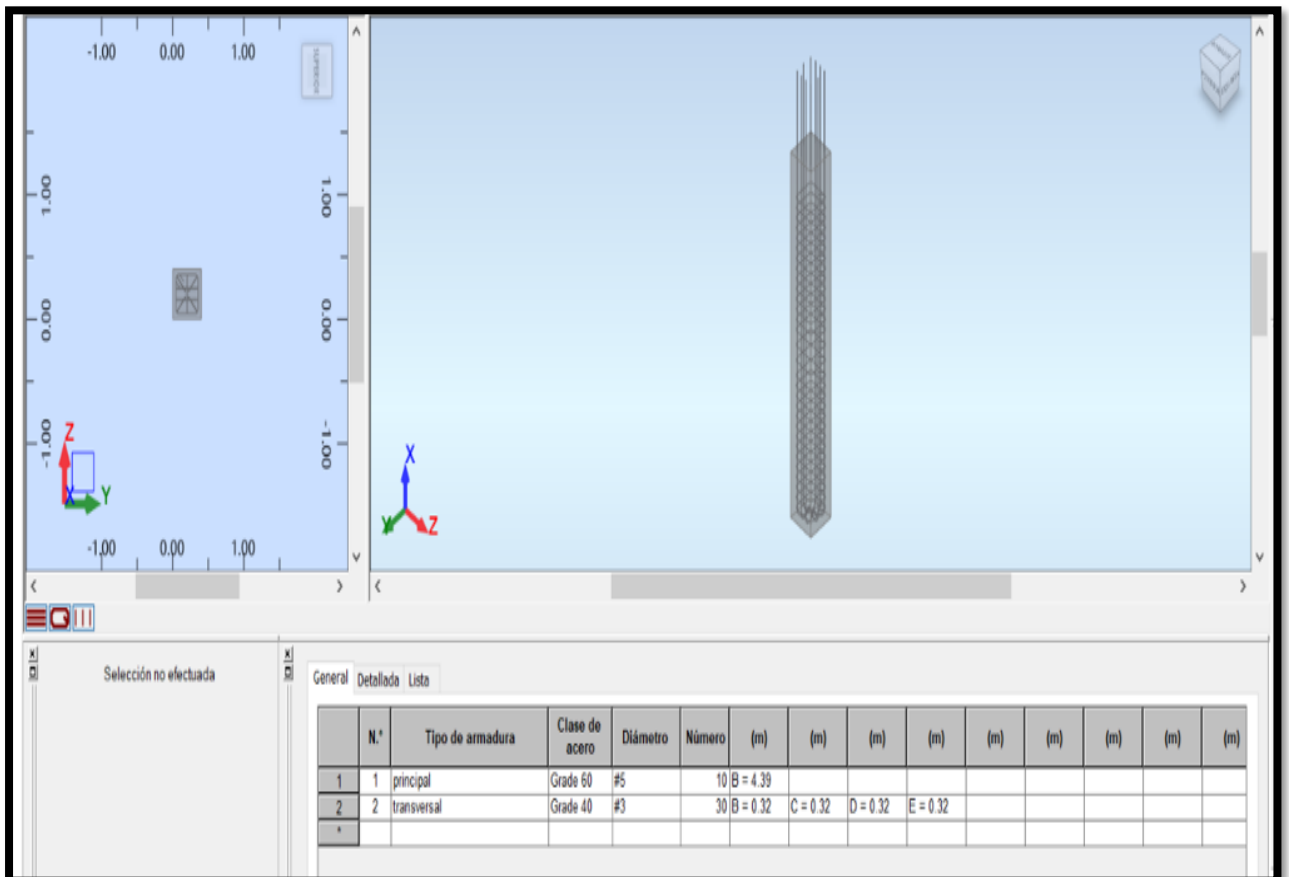 -1.00 0.00 1.00
SUPERIOR
1.00 1.00
0.00 0.00
-1.00 -1.00
Z
X Y
-1.00 0.00 1.00
X
Y Z
Selección no efectuada
General Detallada Lista
N.° Tipo de armadura Clase de acero Diámetro Número (m) (m) (m) (m) (m) (m) (m) (m) (m)
1 1 principal Grade 60 #5 10 B = 4.39
2 2 transversal Grade 40 #3 30 B = 0.32 C = 0.32 D = 0.32 E = 0.32
*